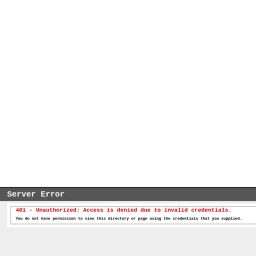 Server Error
401 - Unauthorized: Access is denied due to invalid credentials.
You do not have permission to view this directory or page using the credentials that you supplied.